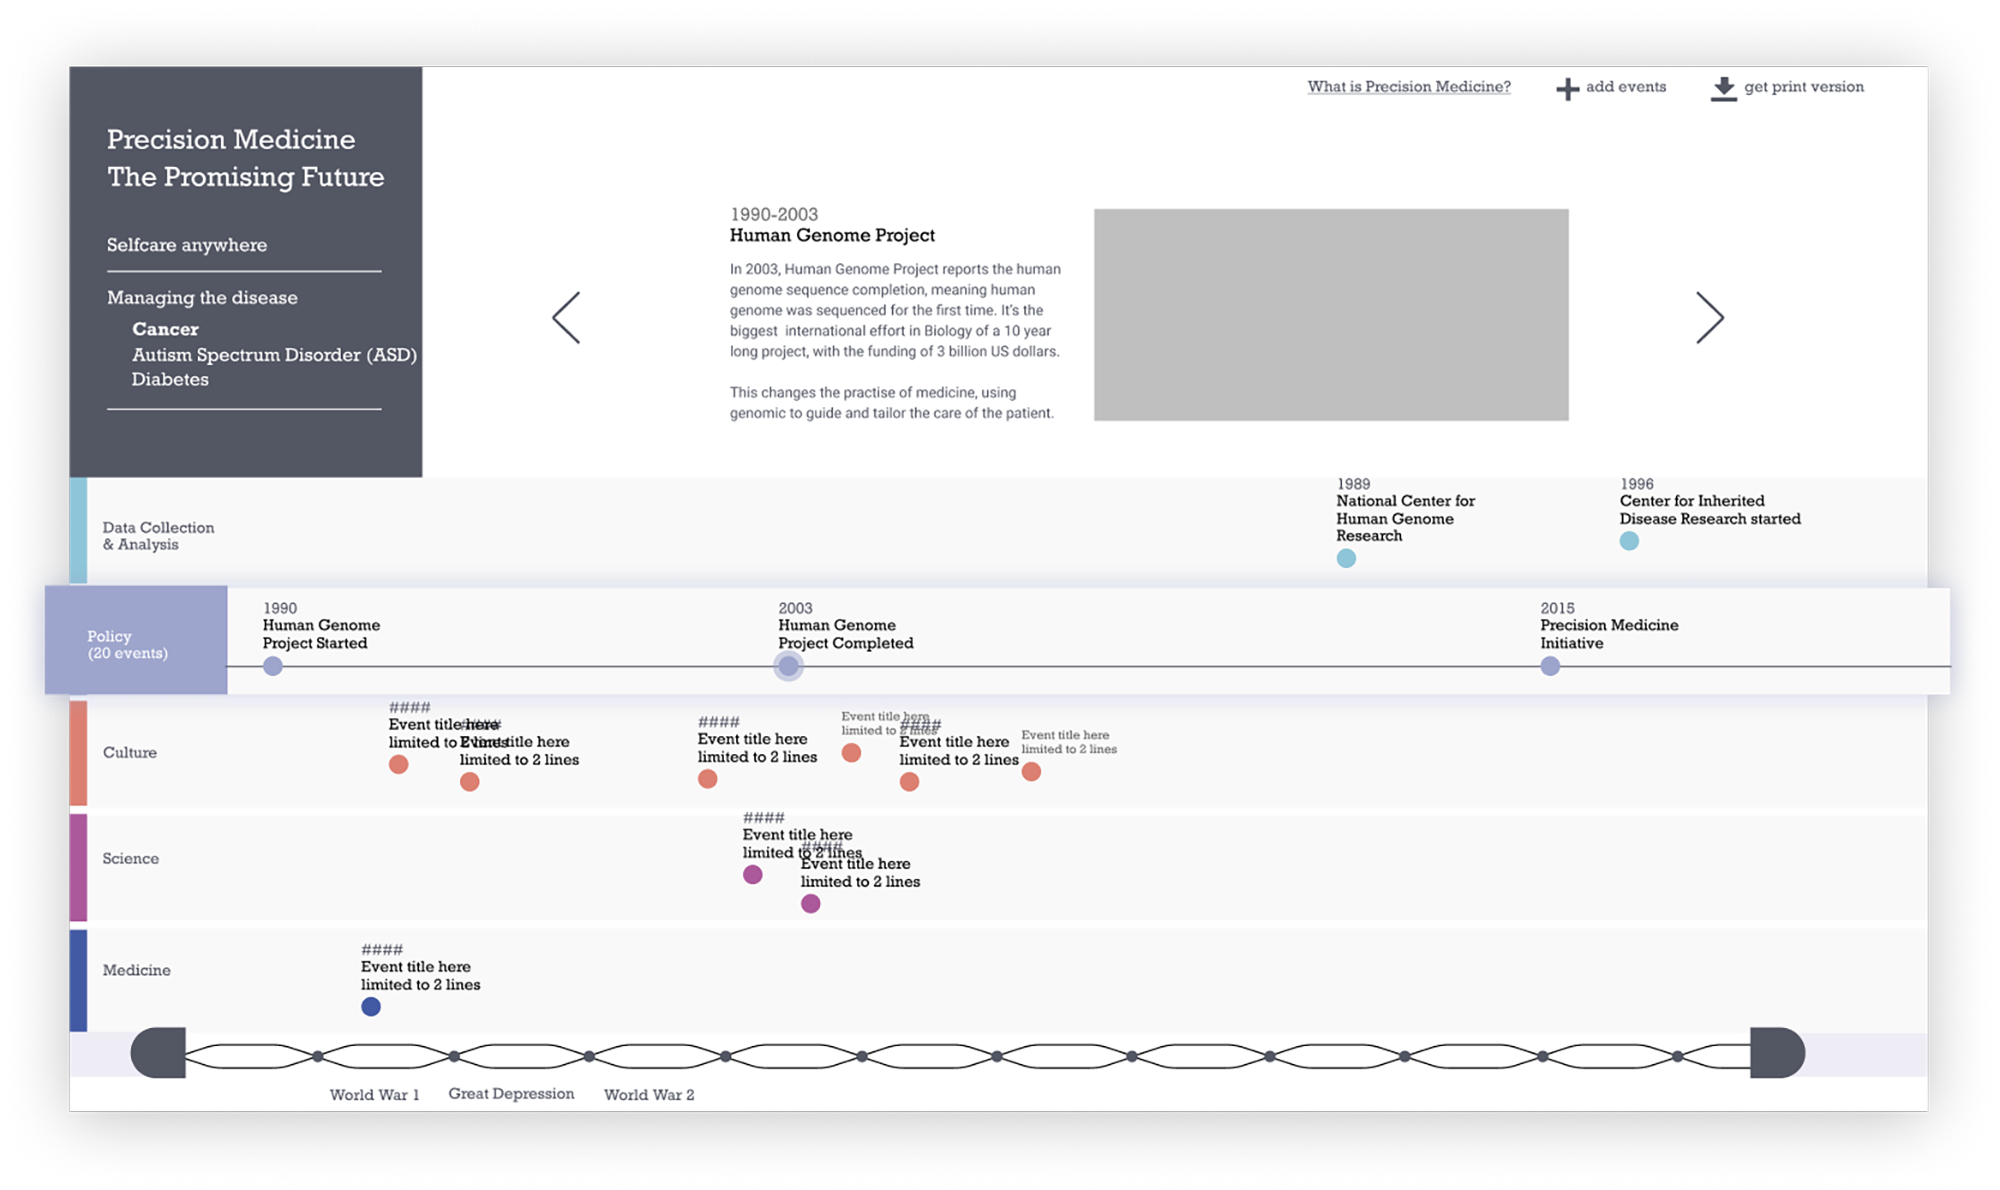 What is Precision Medicine?
add events
get print version
Precision Medicine
The Promising Future
Selfcare anywhere
Managing the disease
Cancer
Autism Spectrum Disorder (ASD)
Diabetes
1990-2003
Human Genome Project
In 2003, Human Genome Project reports the human
genome sequence completion, meaning human
genome was sequenced for the first time. It's the
biggest international effort in Biology of a 10 year
long project, with the funding of 3 billion US dollars.
This changes the practise of medicine, using
genomic to guide and tailor the care of the patient.
Data Collection
& Analysis
1989
National Center for
Human Genome
Research
1996
Center for Inherited
Disease Research started
Policy
(20 events)
1990
Human Genome
Project Started
2003
Human Genome
Project Completed
2015
Precision Medicine
Initiative
Culture
####
Event title here
limited to 2 lines
####
Event title here
limited to 2 lines
####
Event title here
limited to 2 lines
Event title here
limited to 2 lines
####
Event title here
limited to 2 lines
Event title here
limited to 2 lines
Science
####
Event title here
limited to 2 lines
####
Event title here
limited to 2 lines
Medicine
####
Event title here
limited to 2 lines
World War 1
Great Depression
World War 2